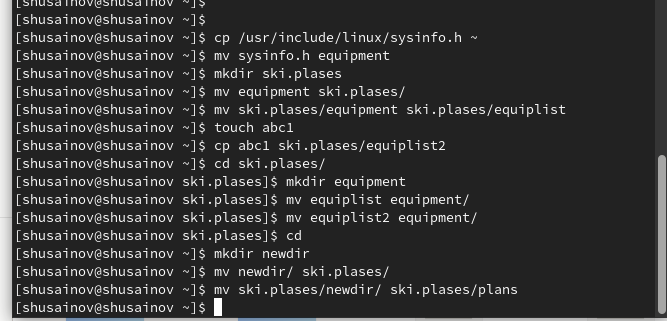 [shusainov@shusainov ~]$
[shusainov@shusainov ~]$
[shusainov@shusainov ~]$ cp /usr/include/linux/sysinfo.h ~
[shusainov@shusainov ~]$ mv sysinfo.h equipment
[shusainov@shusainov ~]$ mkdir ski.plases
[shusainov@shusainov ~]$ mv equipment ski.plases/
[shusainov@shusainov ~]$ mv ski.plases/equipment ski.plases/equiplist
[shusainov@shusainov ~]$ touch abc1
[shusainov@shusainov ~]$ cp abc1 ski.plases/equiplist2
[shusainov@shusainov ~]$ cd ski.plases/
[shusainov@shusainov ski.plases]$ mkdir equipment
[shusainov@shusainov ski.plases]$ mv equiplist equipment/
[shusainov@shusainov ski.plases]$ mv equiplist2 equipment/
[shusainov@shusainov ski.plases]$ cd
[shusainov@shusainov ~]$ mkdir newdir
[shusainov@shusainov ~]$ mv newdir/ ski.plases/
[shusainov@shusainov ~]$ mv ski.plases/newdir/ ski.plases/plans
[shusainov@shusainov ~]$